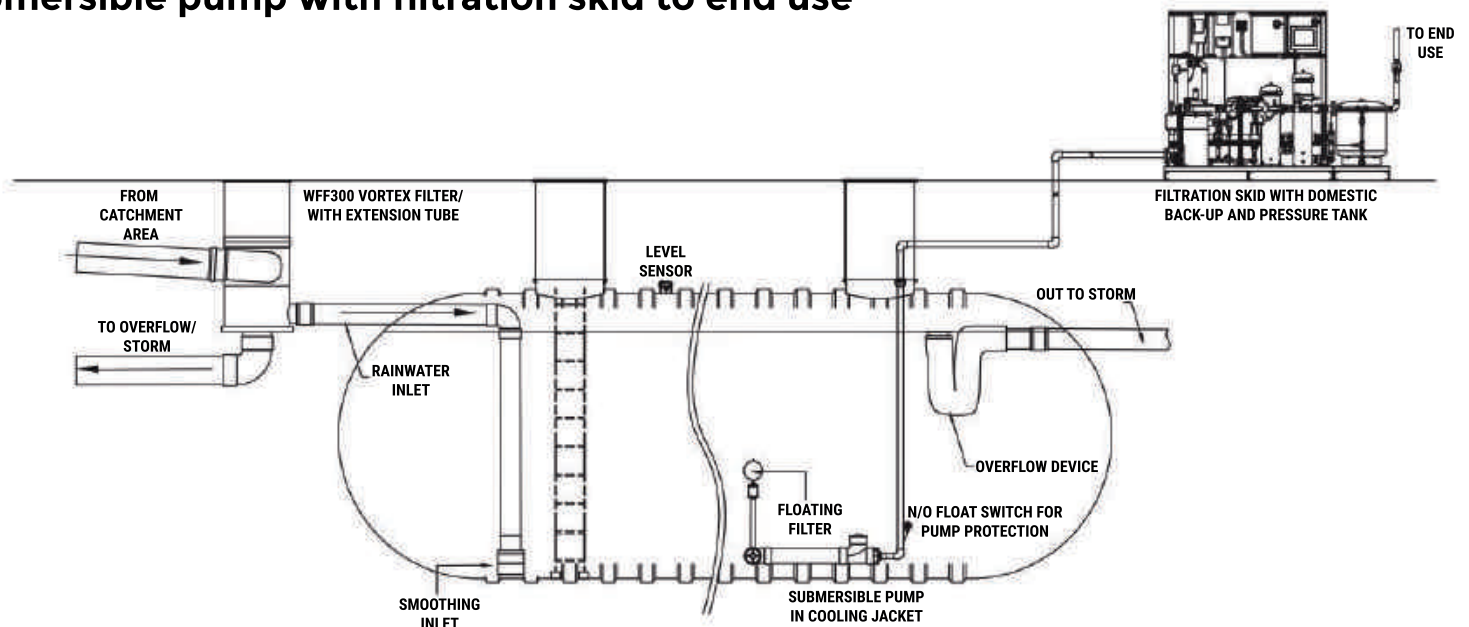 submersible pump with filtration skid to end use
TO END
USE
FROM
CATCHMENT
AREA
WFF300 VORTEX FILTER/
WITH EXTENSION TUBE
FILTRATION SKID WITH DOMESTIC
BACK-UP AND PRESSURE TANK
LEVEL
SENSOR
OUT TO STORM
TO OVERFLOW/
STORM
RAINWATER
INLET
OVERFLOW DEVICE
FLOATING
FILTER
N/O FLOAT SWITCH FOR
PUMP PROTECTION
SMOOTHING
INLET
SUBMERSIBLE PUMP
IN COOLING JACKET